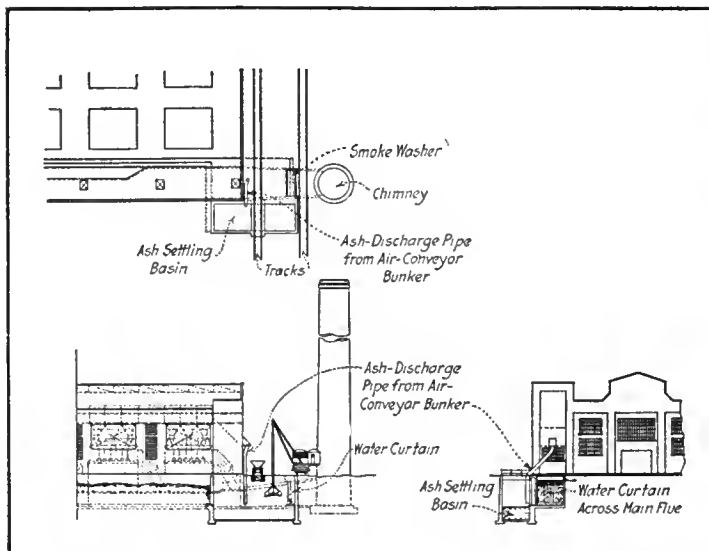 Smoke Washer
Chimney
Ash Settling
Basin
Tracks
Ash-Discharge Pipe
from Air-Conveyor
Bunker
Ash-Discharge
Pipe from Air-
Conveyor Bunker
Water Curtain
Ash Settling
Basin
Water Curtain
Across Main Flue